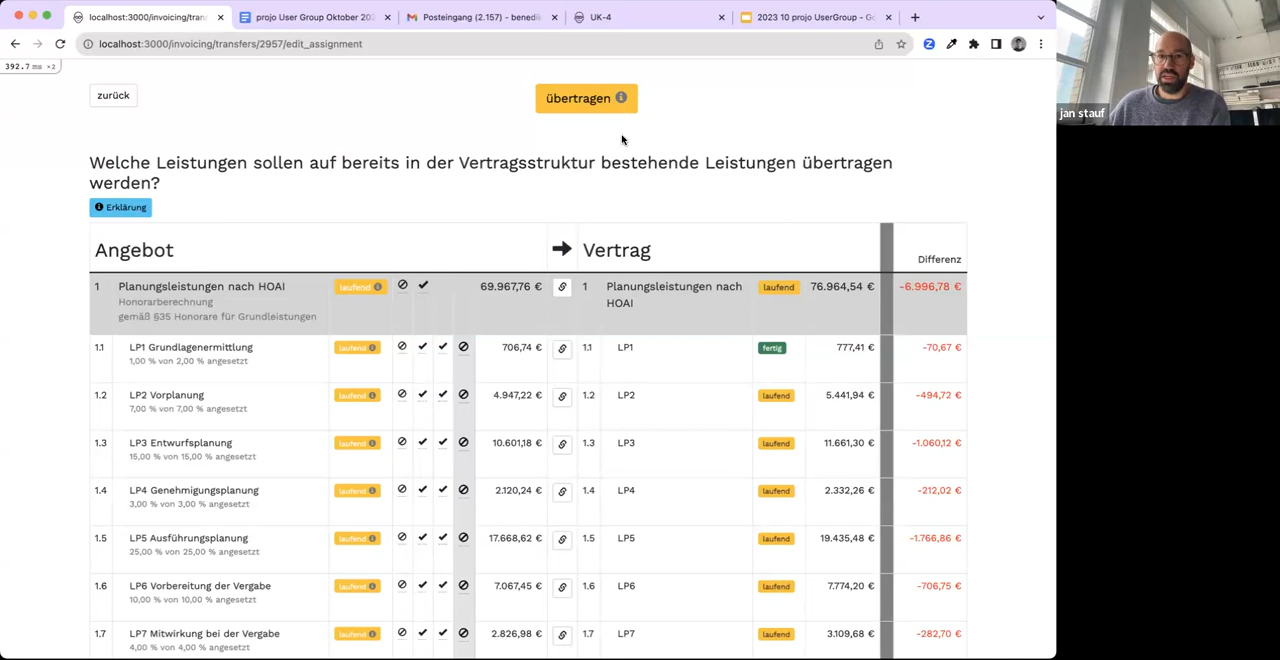 localhost:3000/invoicing/trans
projo User Group Oktober 202
Posteingang (2.157) - benedik
UK-4
2023 10 projo UserGroup - Go
localhost:3000/invoicing/transfers/2957/edit_assignment
392.7 ms ×2
zurück
übertragen
jan stauf
Welche Leistungen sollen auf bereits in der Vertragsstruktur bestehende Leistungen übertragen
werden?
Erklärung
Angebot Vertrag Differenz
1 Planungsleistungen nach HOAI laufend 69.967,76 € 1 Planungsleistungen nach laufend 76.964,54 € -6.996,78 €
Honorarberechnung HOAI
gemäß §35 Honorare für Grundleistungen
1.1 LP1 Grundlagenermittlung laufend 706,74 € 1.1 LP1 fertig 777,41 € -70,67 €
1,00 % von 2,00 % angesetzt
1.2 LP2 Vorplanung laufend 4.947,22 € 1.2 LP2 laufend 5.441,94 € -494,72 €
7,00 % von 7,00 % angesetzt
1.3 LP3 Entwurfsplanung laufend 10.601,18 € 1.3 LP3 laufend 11.661,30 € -1.060,12 €
15,00 % von 15,00 % angesetzt
1.4 LP4 Genehmigungsplanung laufend 2.120,24 € 1.4 LP4 laufend 2.332,26 € -212,02 €
3,00 % von 3,00 % angesetzt
1.5 LP5 Ausführungsplanung laufend 17.668,62 € 1.5 LP5 laufend 19.435,48 € -1.766,86 €
25,00 % von 25,00 % angesetzt
1.6 LP6 Vorbereitung der Vergabe laufend 7.067,45 € 1.6 LP6 laufend 7.774,20 € -706,75 €
10,00 % von 10,00 % angesetzt
1.7 LP7 Mitwirkung bei der Vergabe laufend 2.826,98 € 1.7 LP7 laufend 3.109,68 € -282,70 €
4,00 % von 4,00 % angesetzt